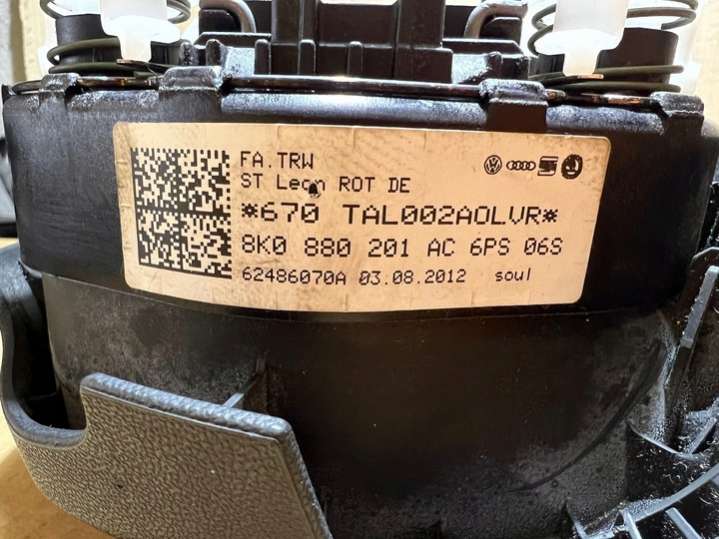 FA.TRW
ST Leon ROT DE
*670 TAL002AOLVR*
8K0 880 201 AC 6PS 06S
62486070A 03.08.2012 soul